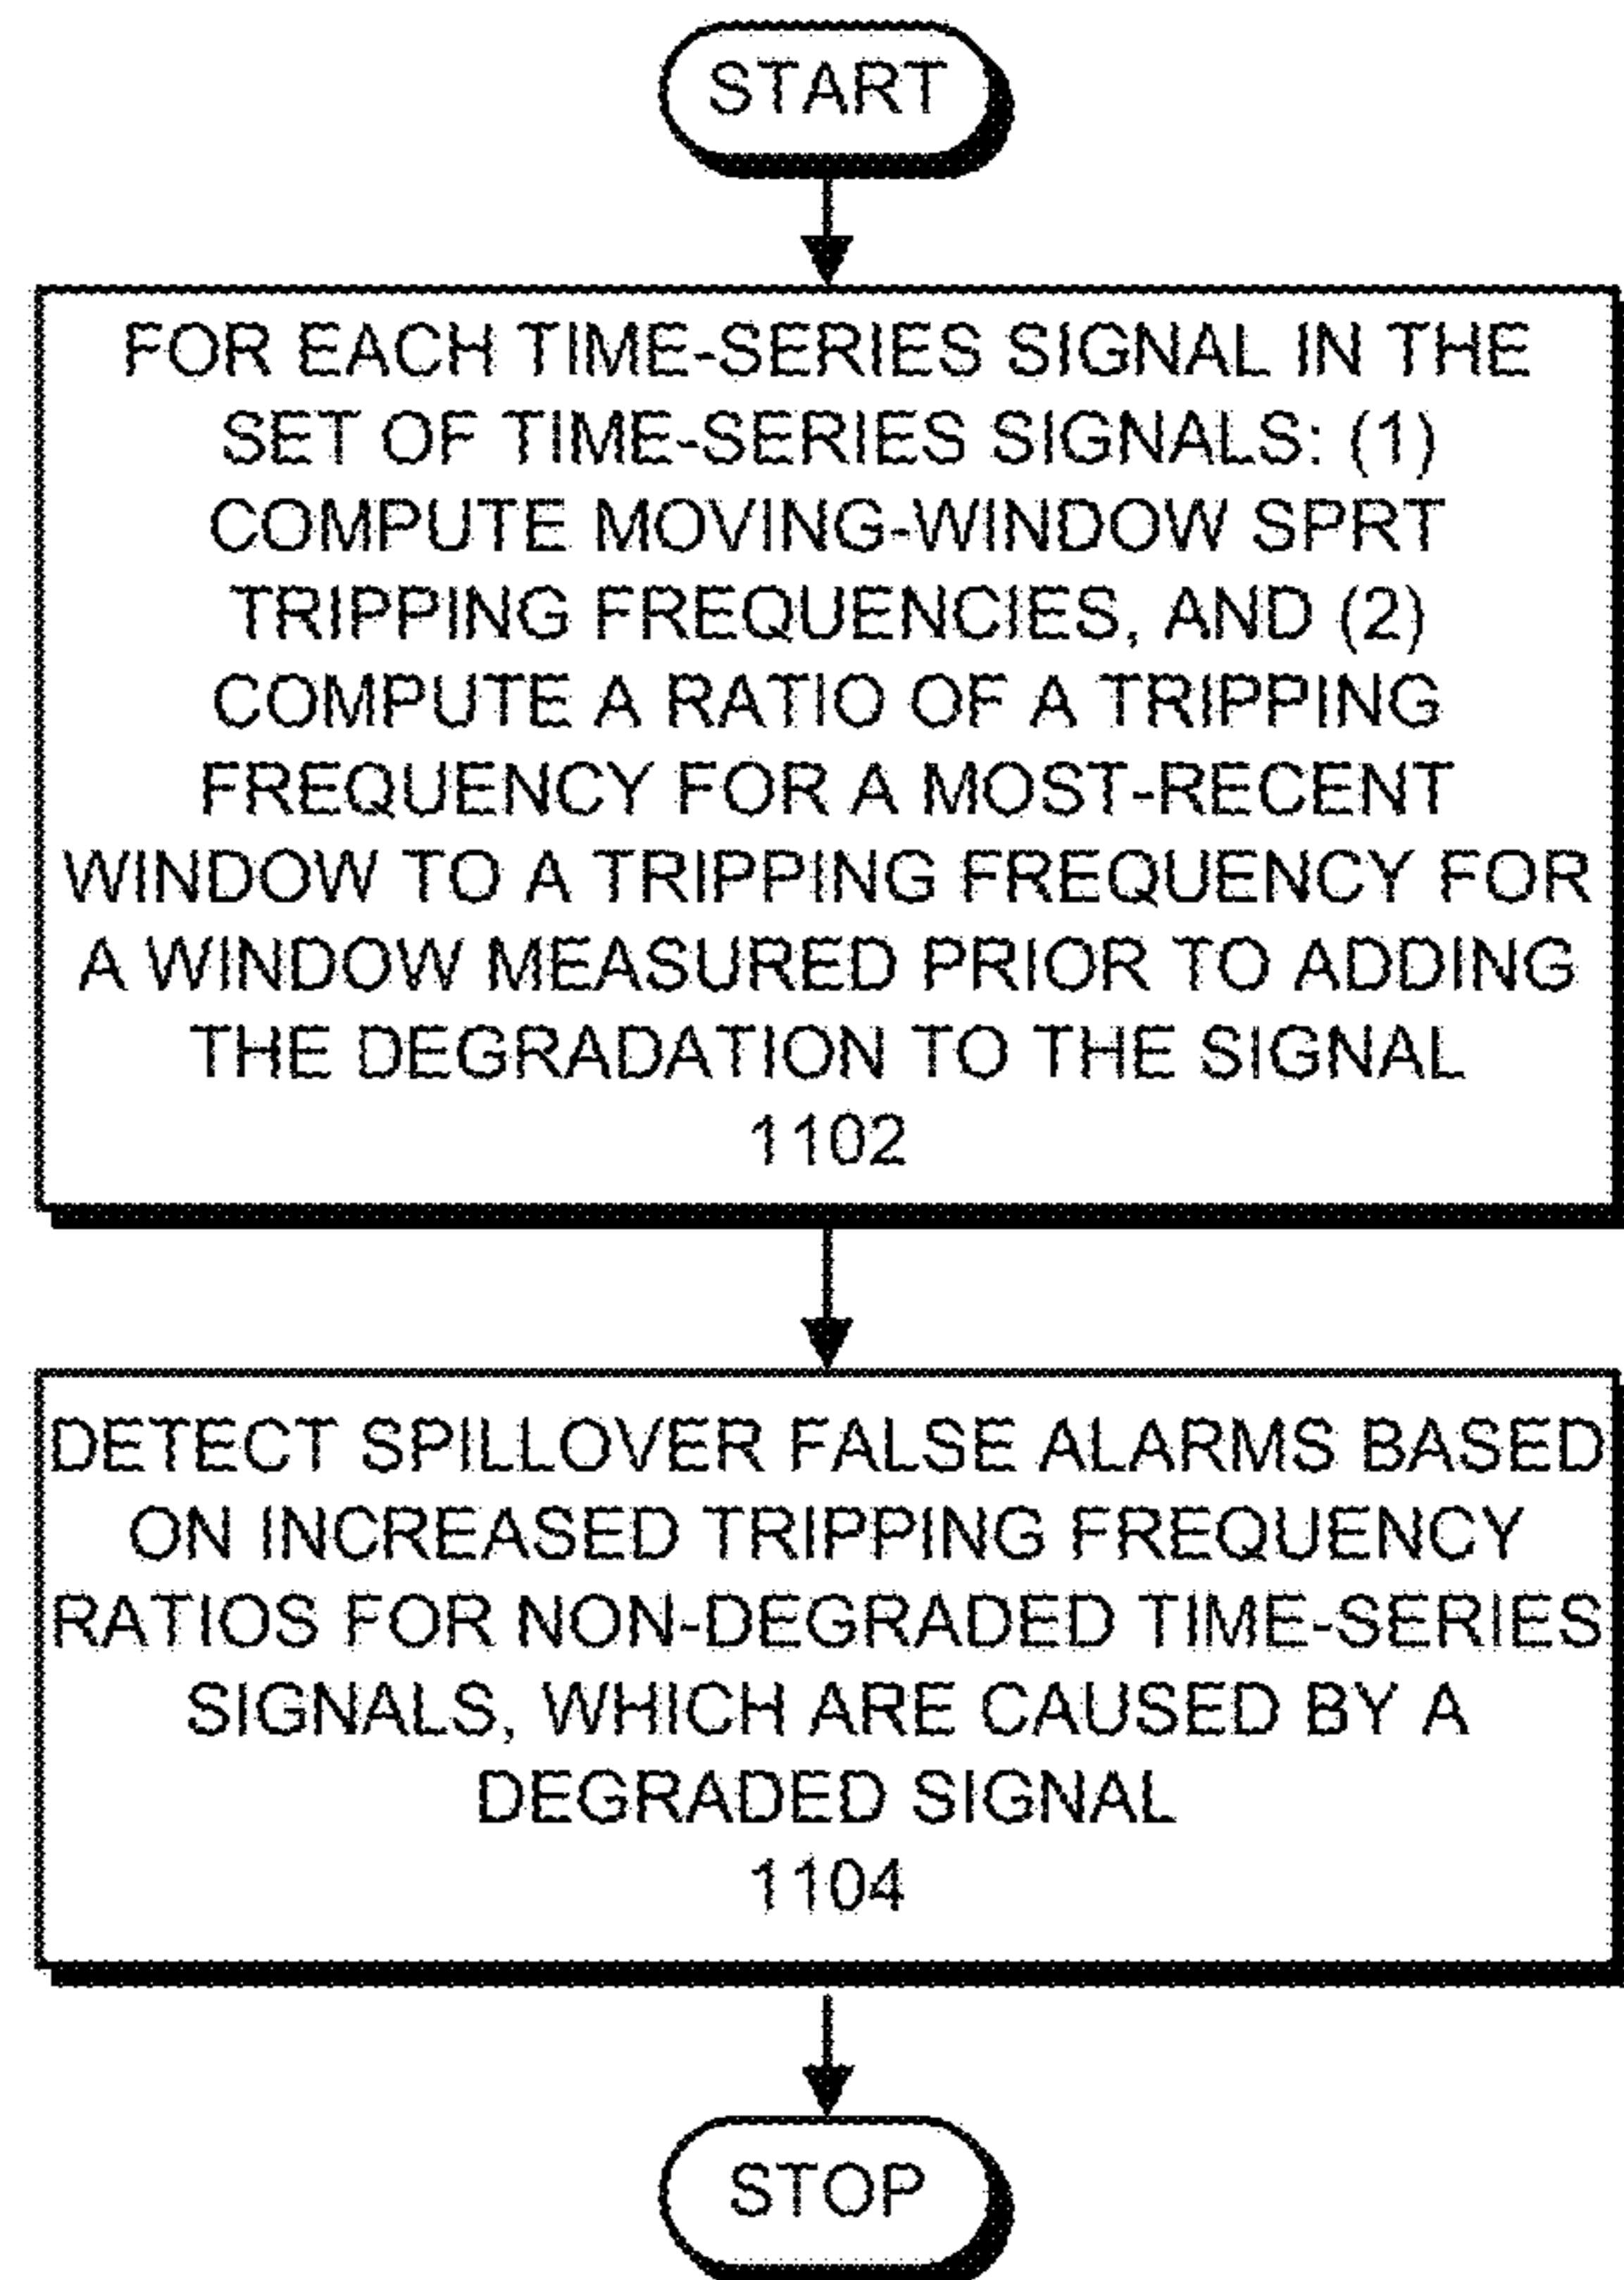 START
FOR EACH TIME-SERIES SIGNAL IN THE
SET OF TIME-SERIES SIGNALS: (1)
COMPUTE MOVING-WINDOW SPRT
TRIPPING FREQUENCIES, AND (2)
COMPUTE A RATIO OF A TRIPPING
FREQUENCY FOR A MOST-RECENT
WINDOW TO A TRIPPING FREQUENCY FOR
A WINDOW MEASURED PRIOR TO ADDING
THE DEGRADATION TO THE SIGNAL
1102
DETECT SPILLOVER FALSE ALARMS BASED
ON INCREASED TRIPPING FREQUENCY
RATIOS FOR NON-DEGRADED TIME-SERIES
SIGNALS, WHICH ARE CAUSED BY A
DEGRADED SIGNAL
1104
STOP